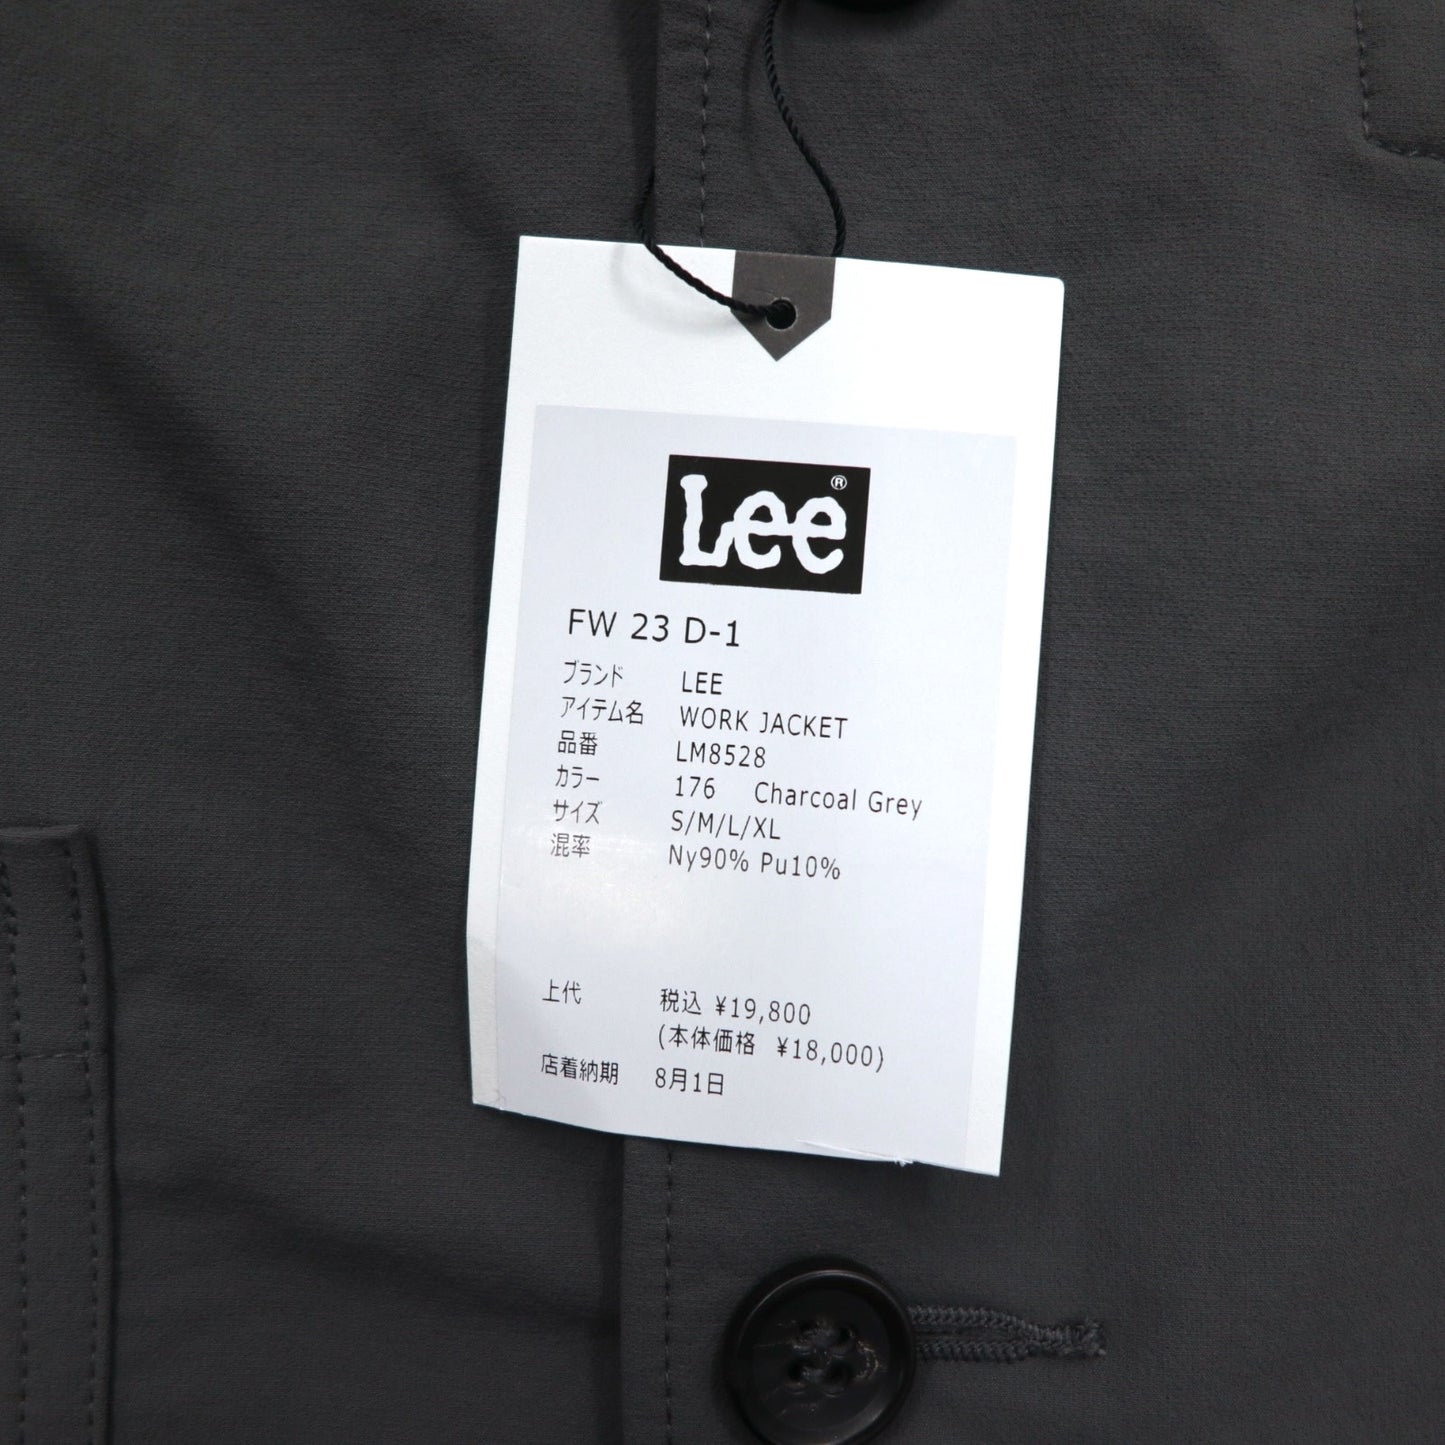 Lee®
FW 23 D-1
ブランド LEE
アイテム名 WORK JACKET
品番 LM8528
カラー 176 Charcoal Grey
サイズ S/M/L/XL
混率 Ny90% Pu10%
上代 税込 ¥19,800
(本体価格 ¥18,000)
店着納期 8月1日